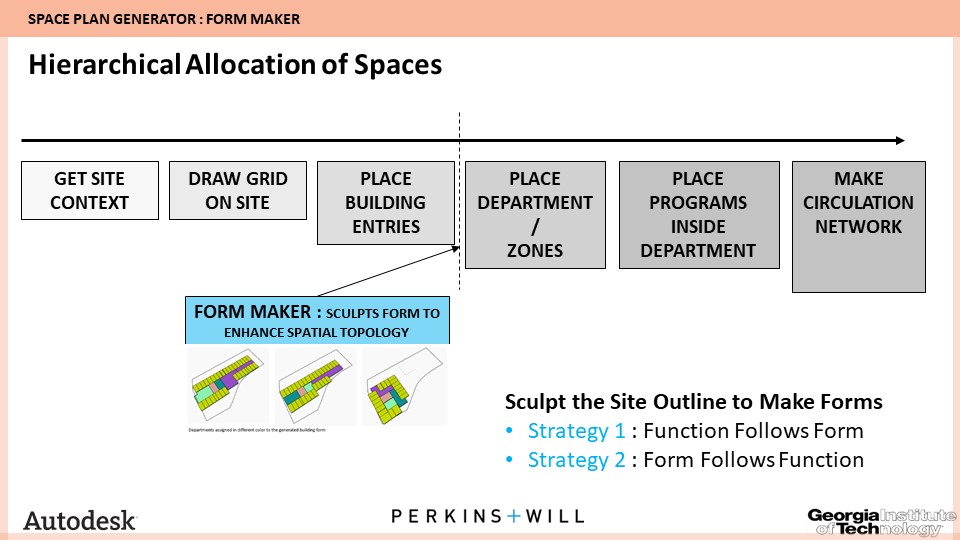 SPACE PLAN GENERATOR : FORM MAKER
Hierarchical Allocation of Spaces
GET SITE
CONTEXT
DRAW GRID
ON SITE
PLACE
BUILDING
ENTRIES
PLACE
DEPARTMENT
/
ZONES
PLACE
PROGRAMS
INSIDE
DEPARTMENT
MAKE
CIRCULATION
NETWORK
FORM MAKER : SCULPTS FORM TO
ENHANCE SPATIAL TOPOLOGY
Departments assigned in different color to the generated building form
Sculpt the Site Outline to Make Forms
• Strategy 1 : Function Follows Form
• Strategy 2 : Form Follows Function
Autodesk
PERKINS+WILL
Georgia Institute
of Technology